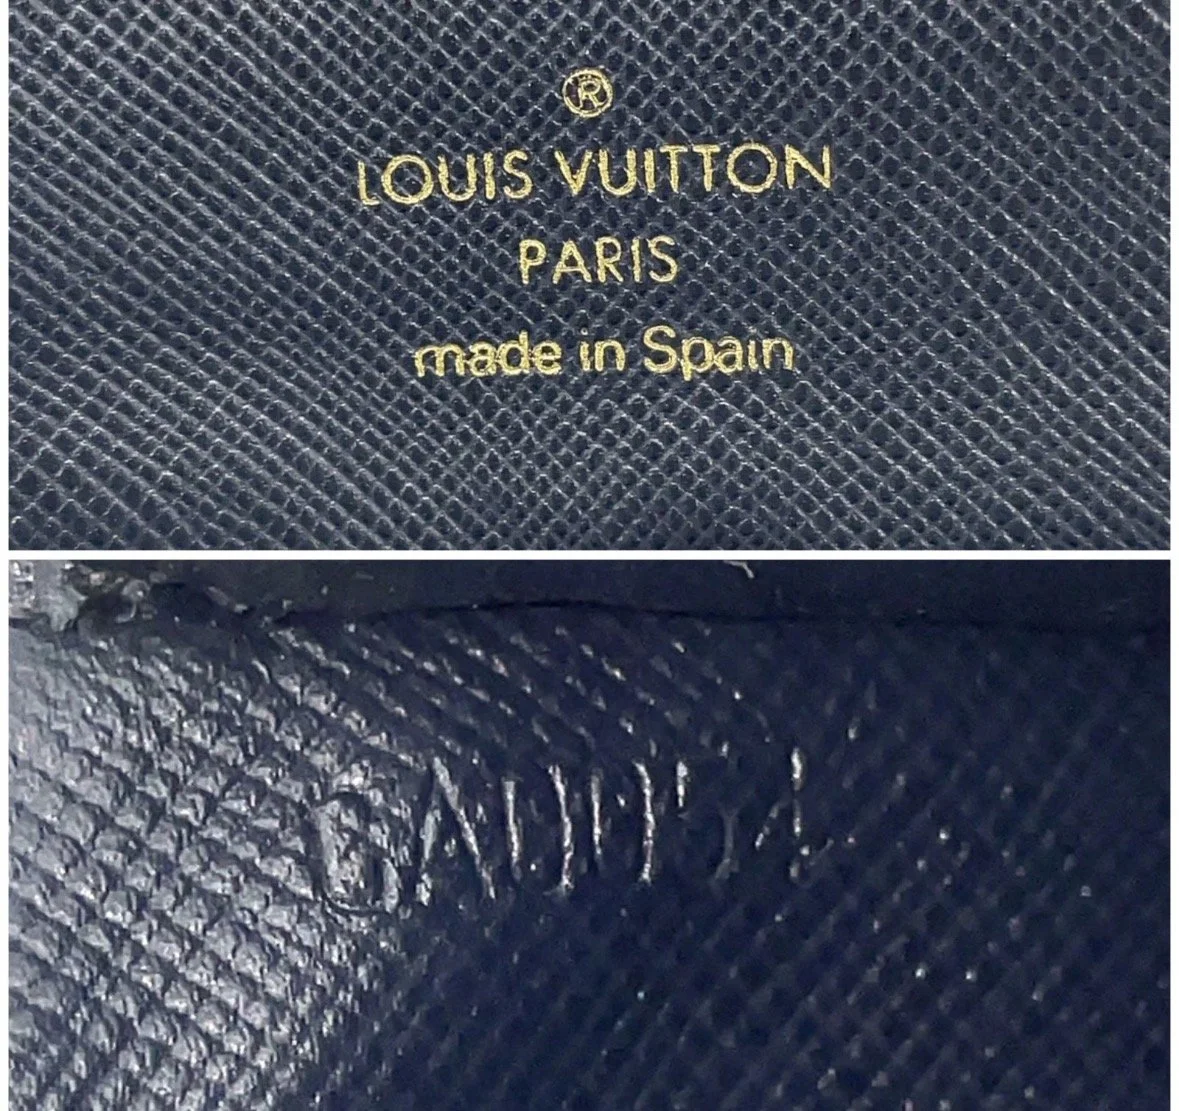 ®
LOUIS VUITTON
PARIS
made in Spain